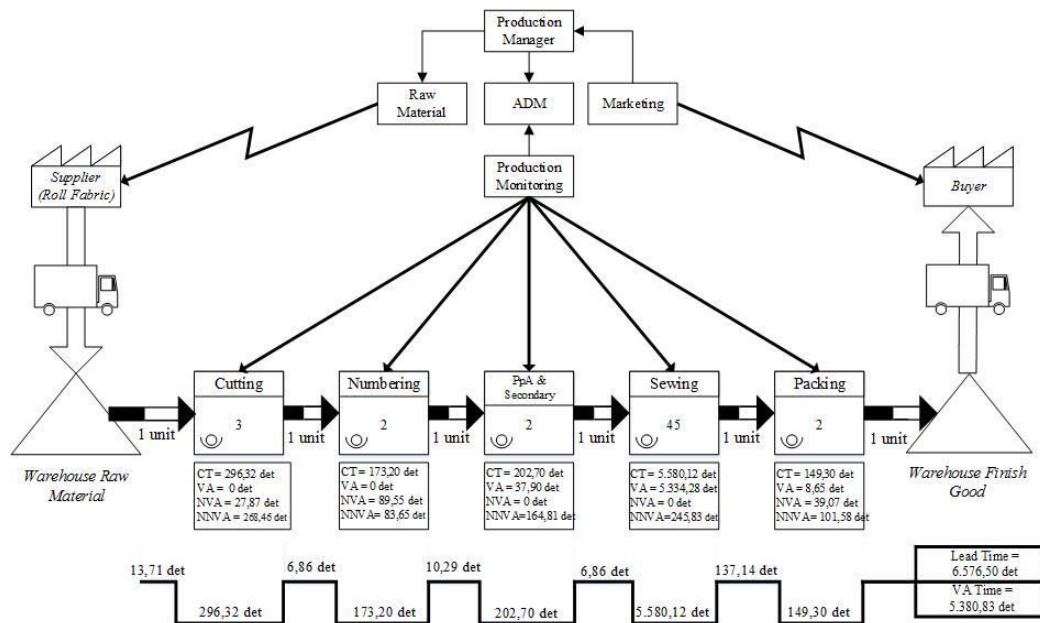 Production
Manager
Raw
Material
ADM
Marketing
Production
Monitoring
Supplier
(Roll Fabric)
Buyer
Cutting
3
Numbering
2
PpA &
Secondary
2
Sewing
45
Packing
2
1 unit
1 unit
1 unit
1 unit
1 unit
1 unit
Warehouse Raw
Material
Warehouse Finish
Good
CT = 296,32 det
VA = 0 det
NVA = 27,87 det
NNVA= 268,46 det
CT = 173,20 det
VA = 0 det
NVA = 89,55 det
NNVA= 83,65 det
CT = 202,70 det
VA = 37,90 det
NVA = 0 det
NNVA=164,81 det
CT = 5.580,12 det
VA = 5.334,28 det
NVA = 0 det
NNVA=245,83 det
CT = 149,30 det
VA = 8,65 det
NVA = 39,07 det
NNVA= 101,58 det
13,71 det
6,86 det
10,29 det
6,86 det
137,14 det
296,32 det
173,20 det
202,70 det
5.580,12 det
149,30 det
Lead Time =
6.576,50 det
VA Time =
5.380,83 det